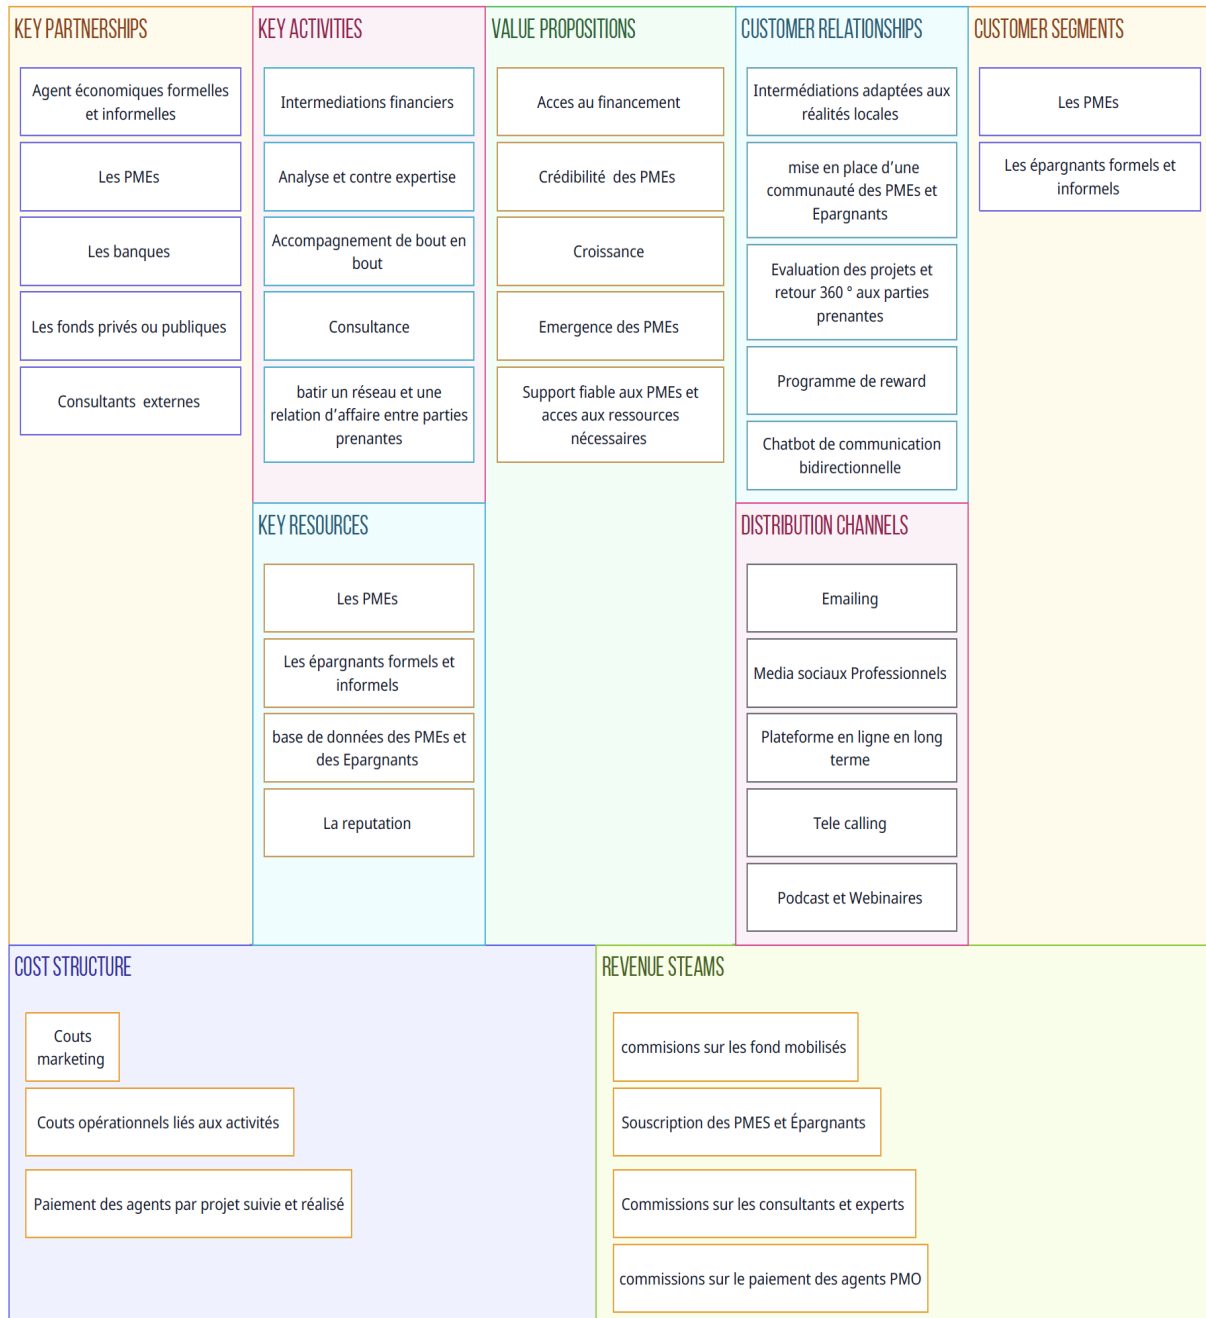 KEY PARTNERSHIPS
Agent économiques formelles
et informelles
Les PMEs
Les banques
Les fonds privés ou publiques
Consultants externes
KEY ACTIVITIES
Intermediations financiers
Analyse et contre expertise
Accompagnement de bout en
bout
Consultance
batir un réseau et une
relation d’affaire entre parties
prenantes
KEY RESOURCES
Les PMEs
Les épargnants formels et
informels
base de données des PMEs et
des Epargnants
La reputation
VALUE PROPOSITIONS
Acces au financement
Crédibilité des PMEs
Croissance
Emergence des PMEs
Support fiable aux PMEs et
acces aux ressources
nécessaires
CUSTOMER RELATIONSHIPS
Intermédiations adaptées aux
réalités locales
mise en place d’une
communauté des PMEs et
Epargnants
Evaluation des projets et
retour 360 ° aux parties
prenantes
Programme de reward
Chatbot de communication
bidirectionnelle
DISTRIBUTION CHANNELS
Emailing
Media sociaux Professionnels
Plateforme en ligne en long
terme
Tele calling
Podcast et Webinaires
CUSTOMER SEGMENTS
Les PMEs
Les épargnants formels et
informels
COST STRUCTURE
Couts
marketing
Couts opérationnels liés aux activités
Paiement des agents par projet suivie et réalisé
REVENUE STEAMS
commisions sur les fond mobilisés
Souscription des PMES et Épargnants
Commissions sur les consultants et experts
commissions sur le paiement des agents PMO